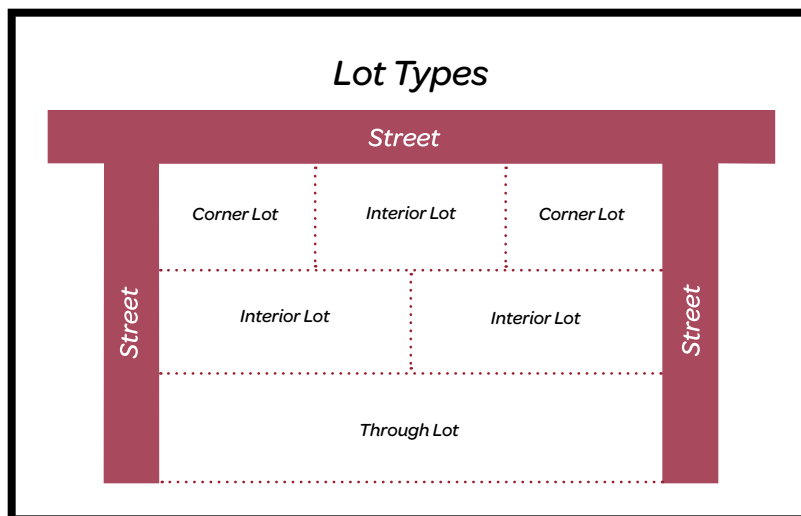 Lot Types
Street
Corner Lot
Interior Lot
Corner Lot
Street
Interior Lot
Interior Lot
Street
Through Lot